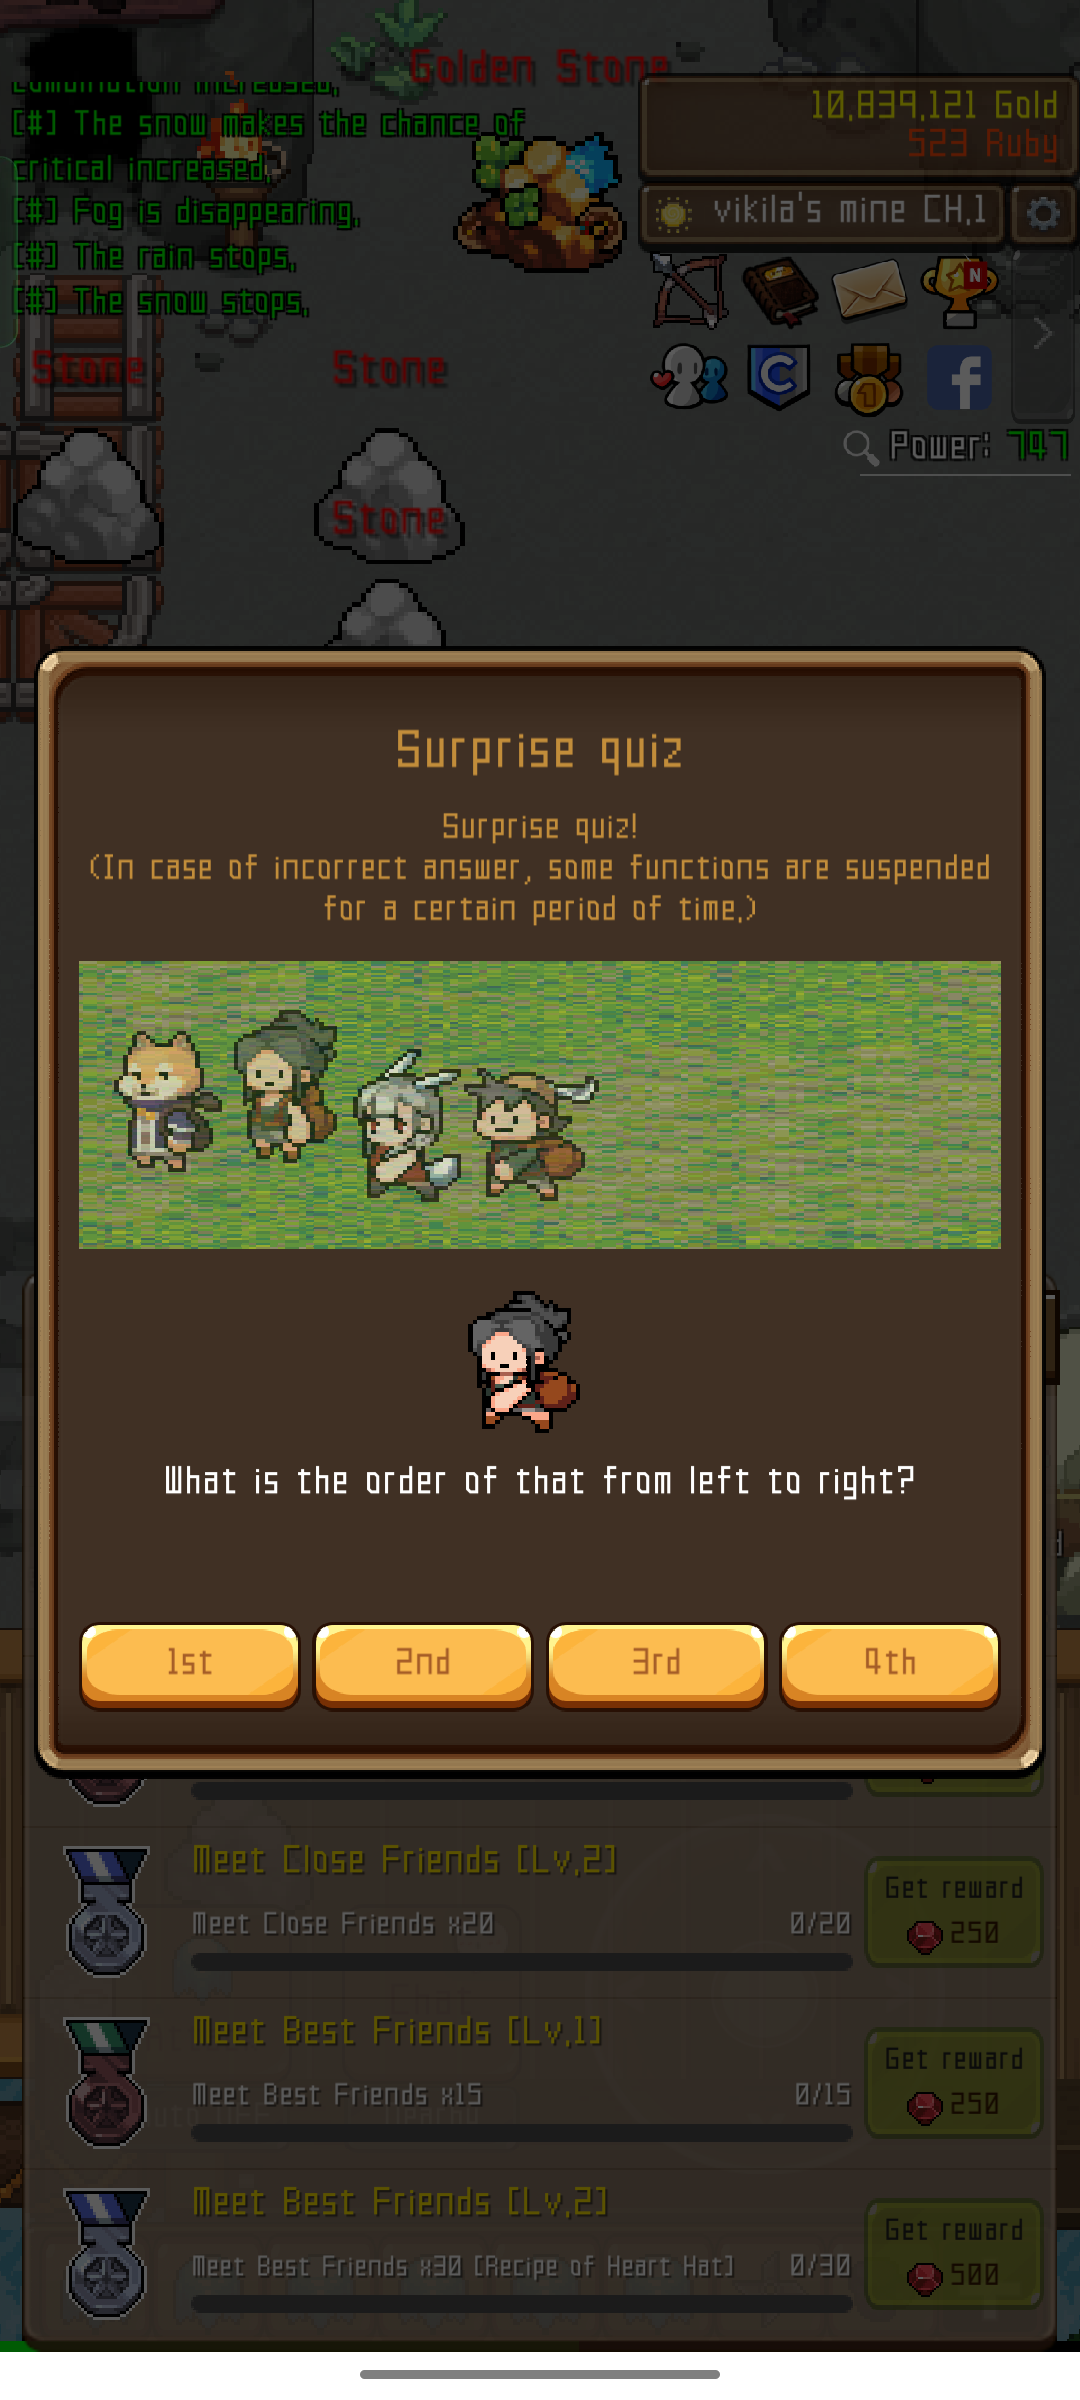 Golden Stone
combination increased,
[#] The snow makes the chance of
critical increased,
[#] Fog is disappearing,
[#] The rain stops,
[#] The snow stops,
10,839,121 Gold
523 Ruby
vikila's mine CH,1
N
C
1
f
Power: 747
Stone
Stone
Stone
Surprise quiz
Surprise quiz!
(In case of incorrect answer, some functions are suspended
for a certain period of time,)
What is the order of that from left to right?
1st
2nd
3rd
4th
Meet Close Friends [Lv,2]
Meet Close Friends x20
0/20
Get reward
250
Meet Best Friends [Lv,1]
Meet Best Friends x15
0/15
Get reward
250
Meet Best Friends [Lv,2]
Meet Best Friends x30 [Recipe of Heart Hat]
0/30
Get reward
500